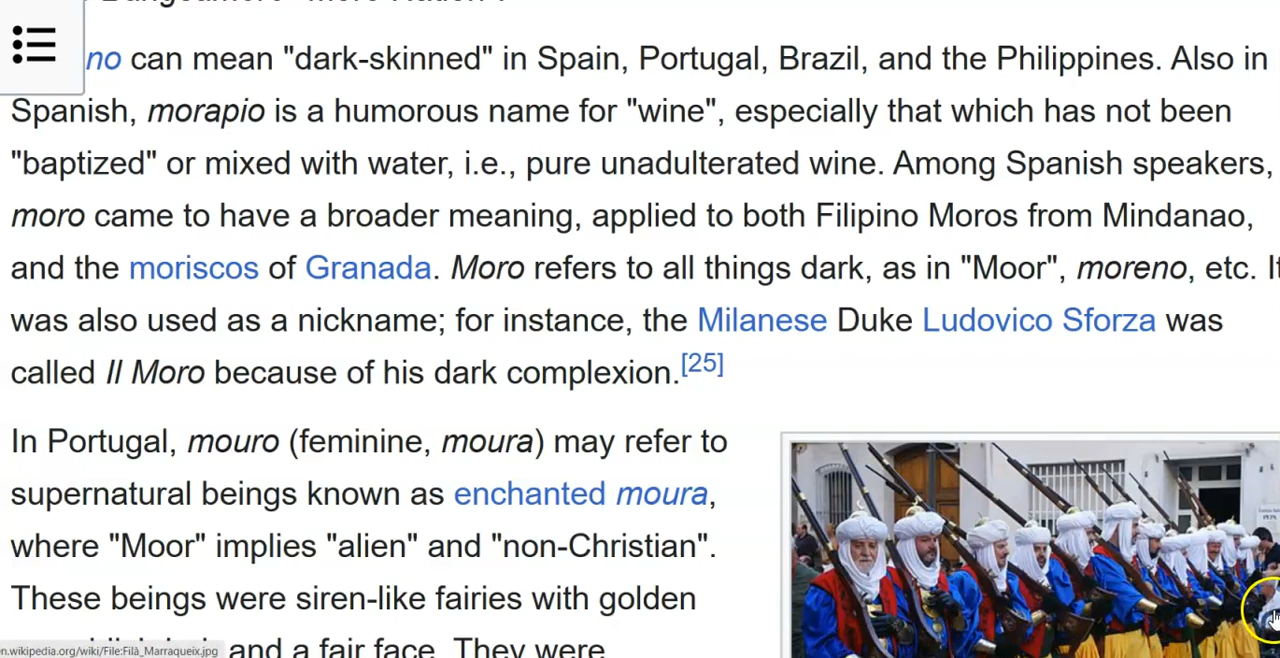 no can mean "dark-skinned" in Spain, Portugal, Brazil, and the Philippines. Also in
Spanish, morapio is a humorous name for "wine", especially that which has not been
"baptized" or mixed with water, i.e., pure unadulterated wine. Among Spanish speakers,
moro came to have a broader meaning, applied to both Filipino Moros from Mindanao,
and the moriscos of Granada. Moro refers to all things dark, as in "Moor", moreno, etc. It
was also used as a nickname; for instance, the Milanese Duke Ludovico Sforza was
called Il Moro because of his dark complexion.[25]
In Portugal, mouro (feminine, moura) may refer to
supernatural beings known as enchanted moura,
where "Moor" implies "alien" and "non-Christian".
These beings were siren-like fairies with golden
and a fair face. They were
n.wikipedia.org/wiki/File:Filà_Marraqueix.jpg